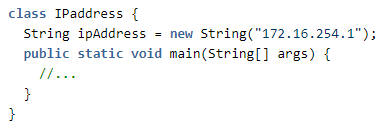 class IPaddress {
  String ipAddress = new String("172.16.254.1");
  public static void main(String[] args) {
    //...
  }
}